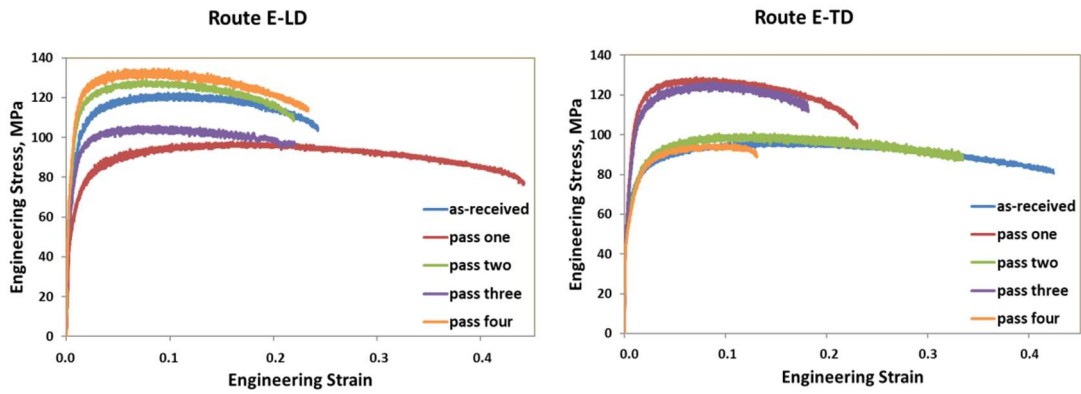 Route E-LD
Engineering Stress, MPa
140
120
100
80
60
40
20
0
as-received
pass one
pass two
pass three
pass four
0.0 0.1 0.2 0.3 0.4
Engineering Strain
Route E-TD
Engineering Stress, MPa
140
120
100
80
60
40
20
0
as-received
pass one
pass two
pass three
pass four
0.0 0.1 0.2 0.3 0.4
Engineering Strain